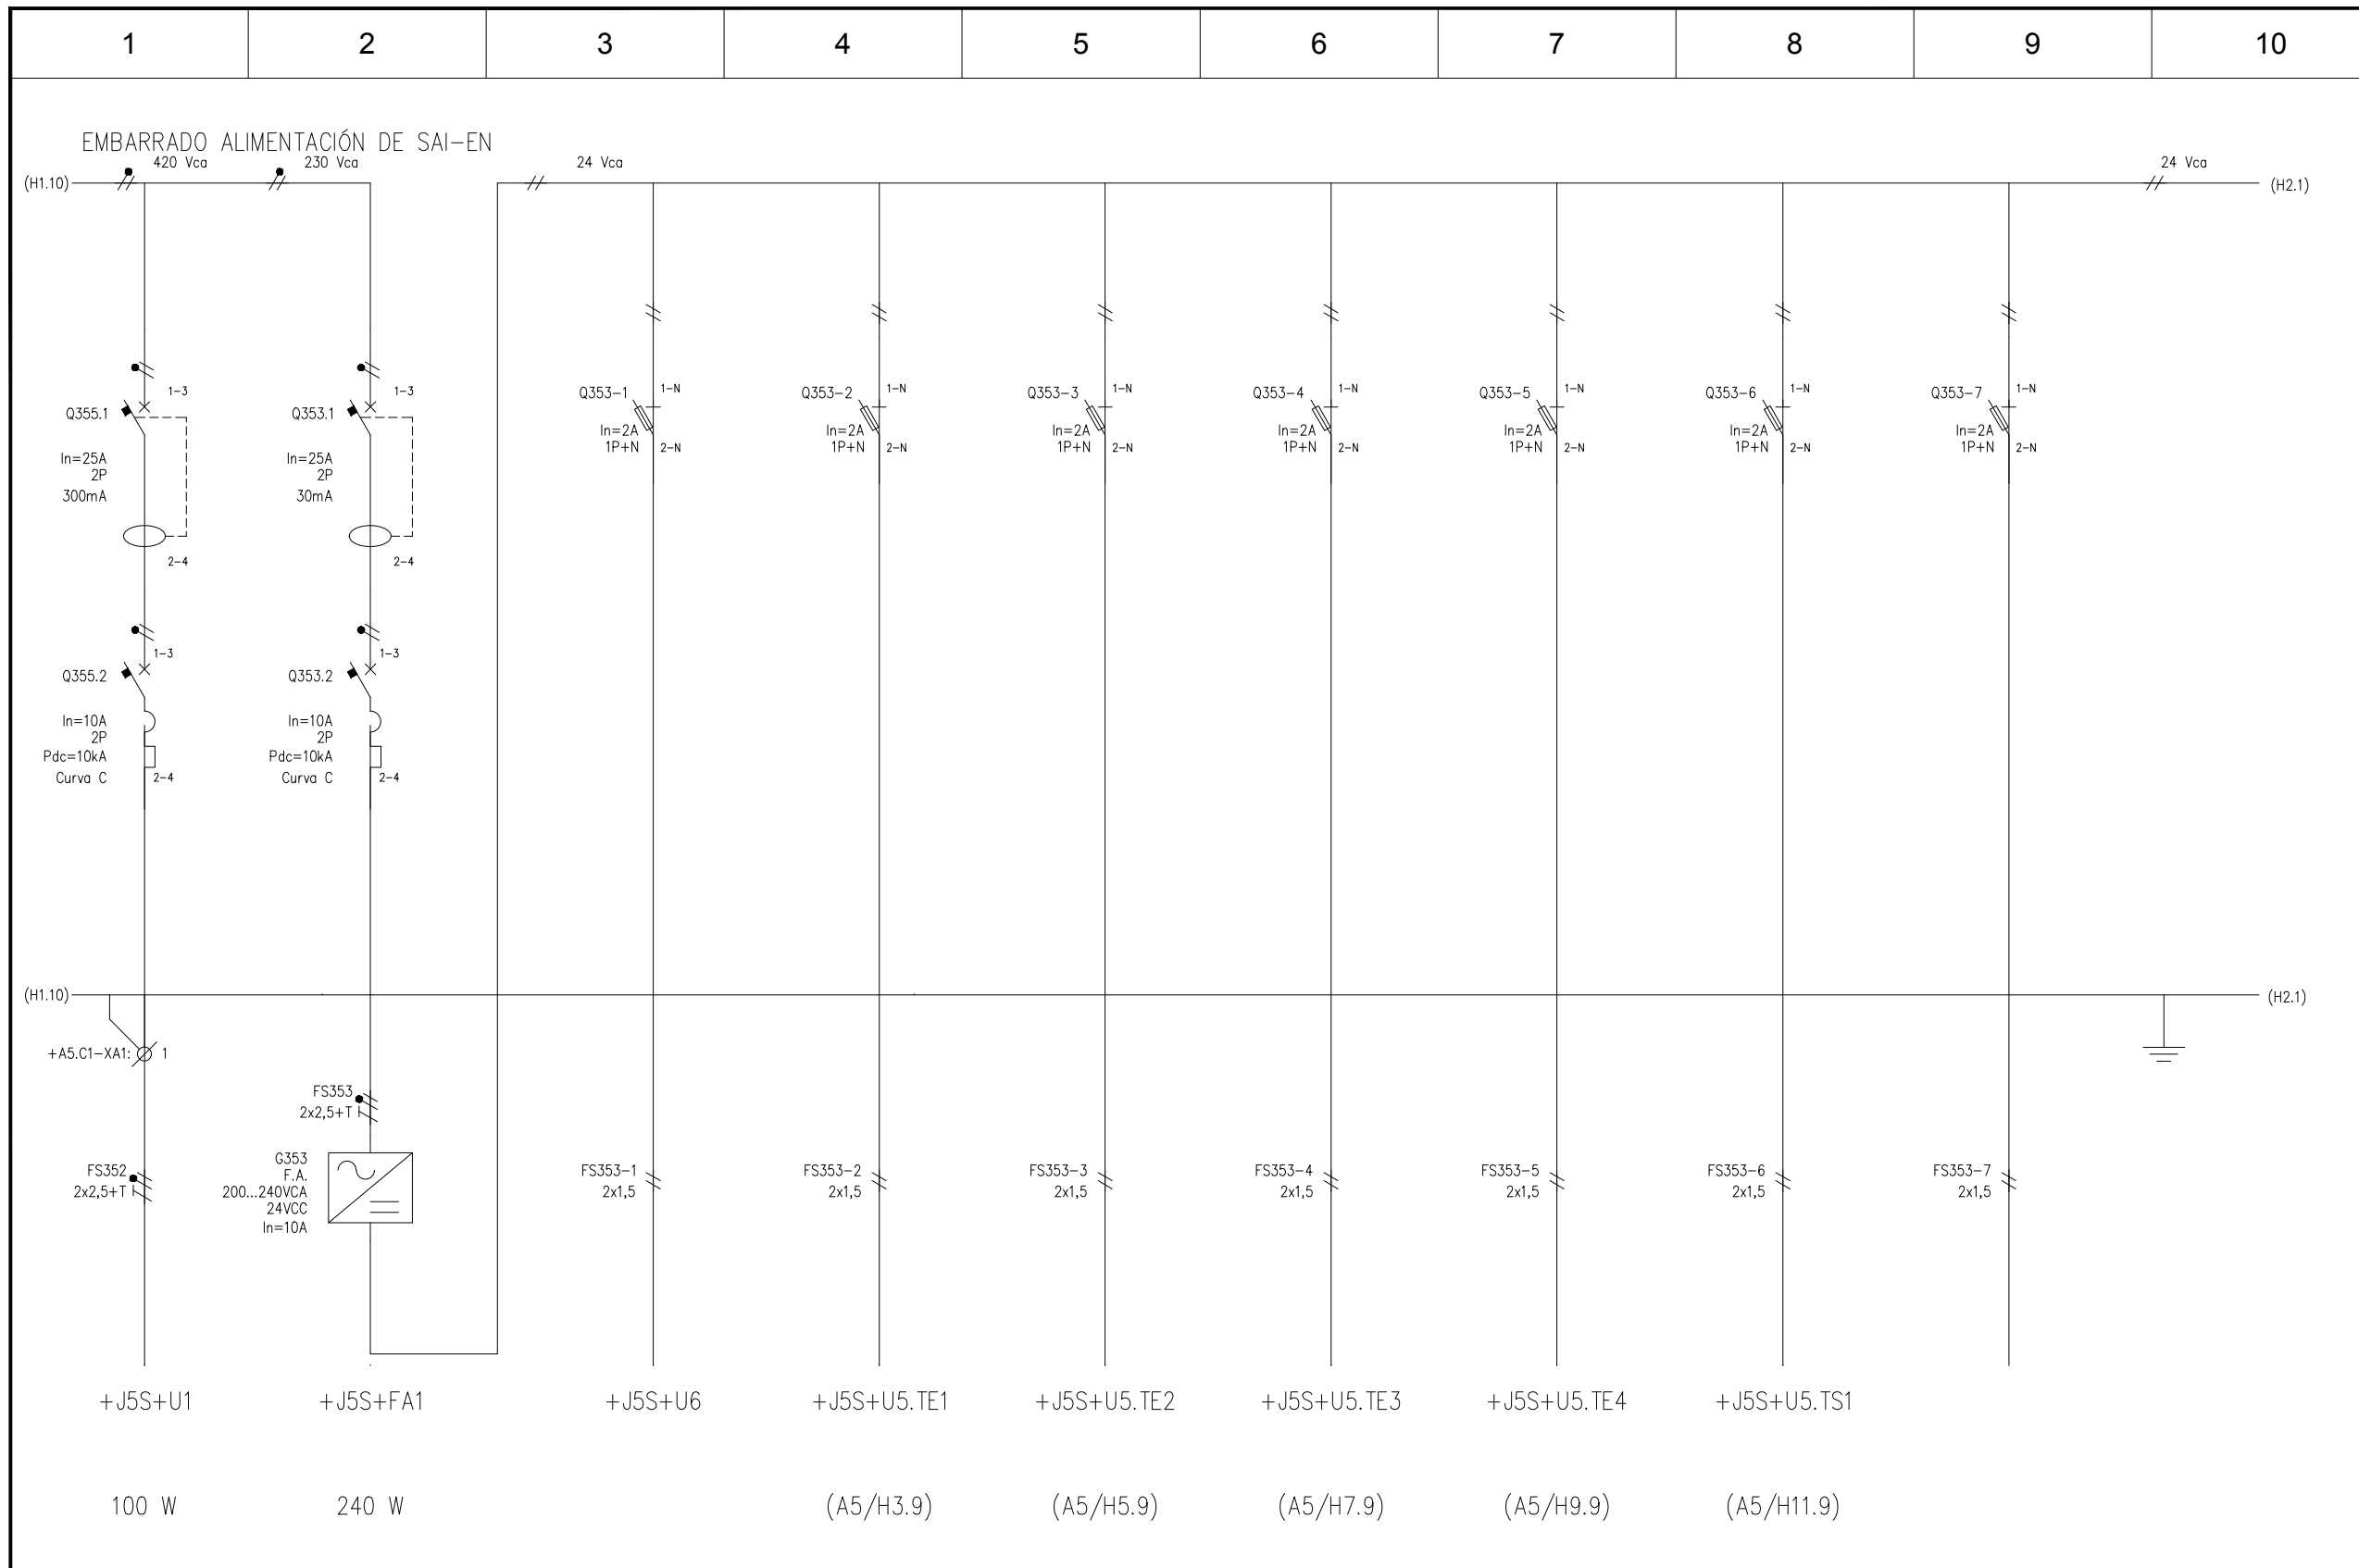 1 2 3 4 5 6 7 8 9 10
EMBARRADO ALIMENTACIÓN DE SAI-EN
420 Vca 230 Vca 24 Vca 24 Vca
(H1.10) (H2.1)
1-3 1-3 1-N 1-N 1-N 1-N 1-N 1-N 1-N
Q355.1 Q353.1 Q353-1 Q353-2 Q353-3 Q353-4 Q353-5 Q353-6 Q353-7
In=2A In=2A In=2A In=2A In=2A In=2A In=2A
1P+N 2-N 1P+N 2-N 1P+N 2-N 1P+N 2-N 1P+N 2-N 1P+N 2-N 1P+N 2-N
In=25A In=25A
2P 2P
300mA 30mA
2-4 2-4
1-3 1-3
Q355.2 Q353.2
In=10A In=10A
2P 2P
Pdc=10kA Pdc=10kA
Curva C 2-4 Curva C 2-4
(H1.10) (H2.1)
+A5.C1-XA1: 1
FS353
2x2,5+T
G353
F.A.
200...240VCA
24VCC
In=10A
FS352 FS353-1 FS353-2 FS353-3 FS353-4 FS353-5 FS353-6 FS353-7
2x2,5+T 2x1,5 2x1,5 2x1,5 2x1,5 2x1,5 2x1,5 2x1,5
+J5S+U1 +J5S+FA1 +J5S+U6 +J5S+U5.TE1 +J5S+U5.TE2 +J5S+U5.TE3 +J5S+U5.TE4 +J5S+U5.TS1
100 W 240 W (A5/H3.9) (A5/H5.9) (A5/H7.9) (A5/H9.9) (A5/H11.9)